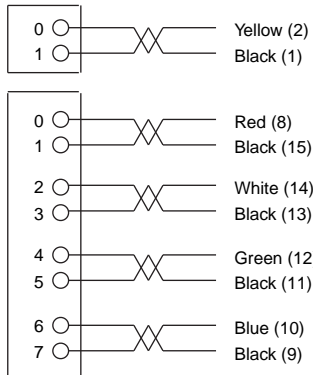 0 Yellow (2)
1 Black (1)
0 Red (8)
1 Black (15)
2 White (14)
3 Black (13)
4 Green (12
5 Black (11)
6 Blue (10)
7 Black (9)